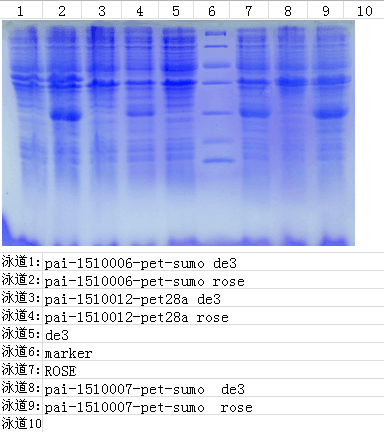 1 2 3 4 5 6 7 8 9 10
泳道1: pai-1510006-pet-sumo de3
泳道2: pai-1510006-pet-sumo rose
泳道3: pai-1510012-pet28a de3
泳道4: pai-1510012-pet28a rose
泳道5: de3
泳道6: marker
泳道7: ROSE
泳道8: pai-1510007-pet-sumo de3
泳道9: pai-1510007-pet-sumo rose
泳道10